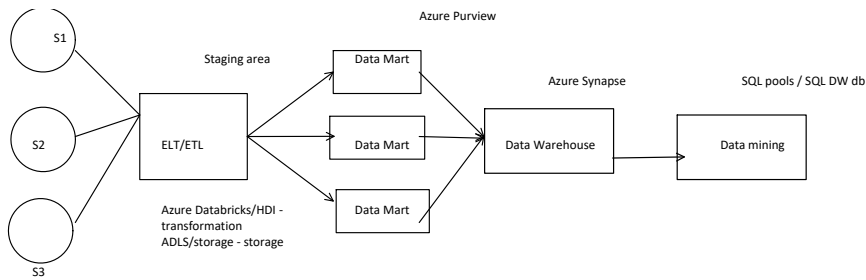 Azure Purview
S1
Staging area
Data Mart
Azure Synapse
SQL pools / SQL DW db
S2
ELT/ETL
Data Mart
Data Warehouse
Data mining
Data Mart
Azure Databricks/HDI -
transformation
ADLS/storage - storage
S3